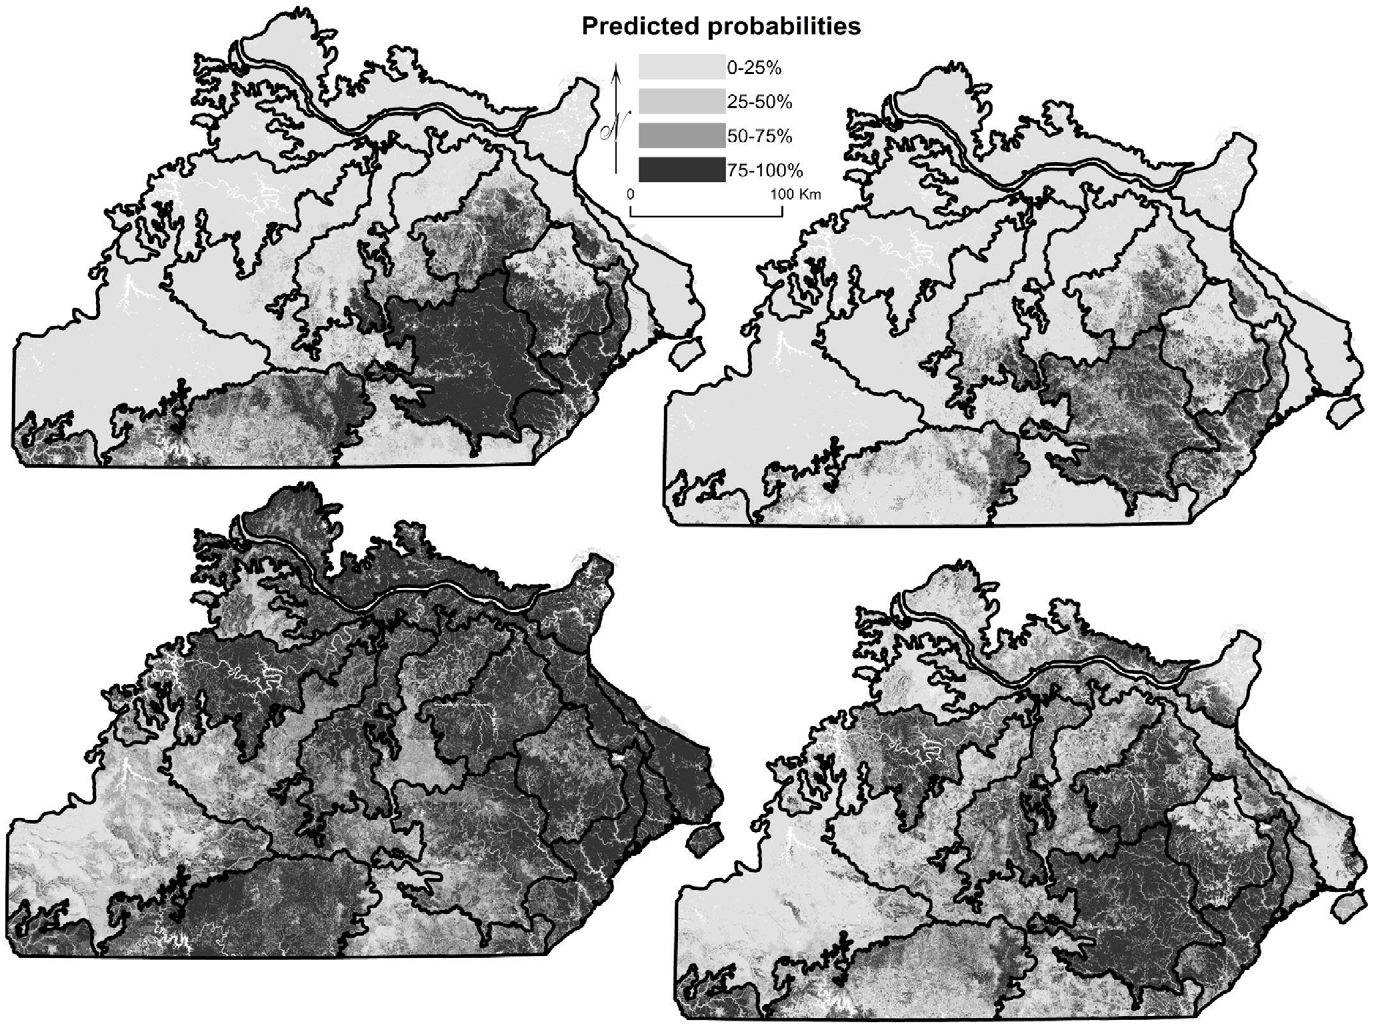 Predicted probabilities
0-25%
25-50%
50-75%
75-100%
N
0 100 Km